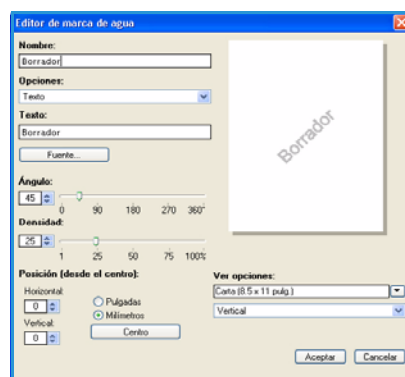 Editor de marca de agua
Nombre:
Borrador
Opciones:
Texto
Texto:
Borrador
Fuente...
Ángulo:
45
0 90 180 270 360°
Densidad:
25
1 25 50 75 100%
Posición (desde el centro):
Horizontal:
0
Vertical:
0
Pulgadas
Milímetros
Centro
Borrador
Ver opciones:
Carta (8.5 x 11 pulg.)
Vertical
Aceptar
Cancelar